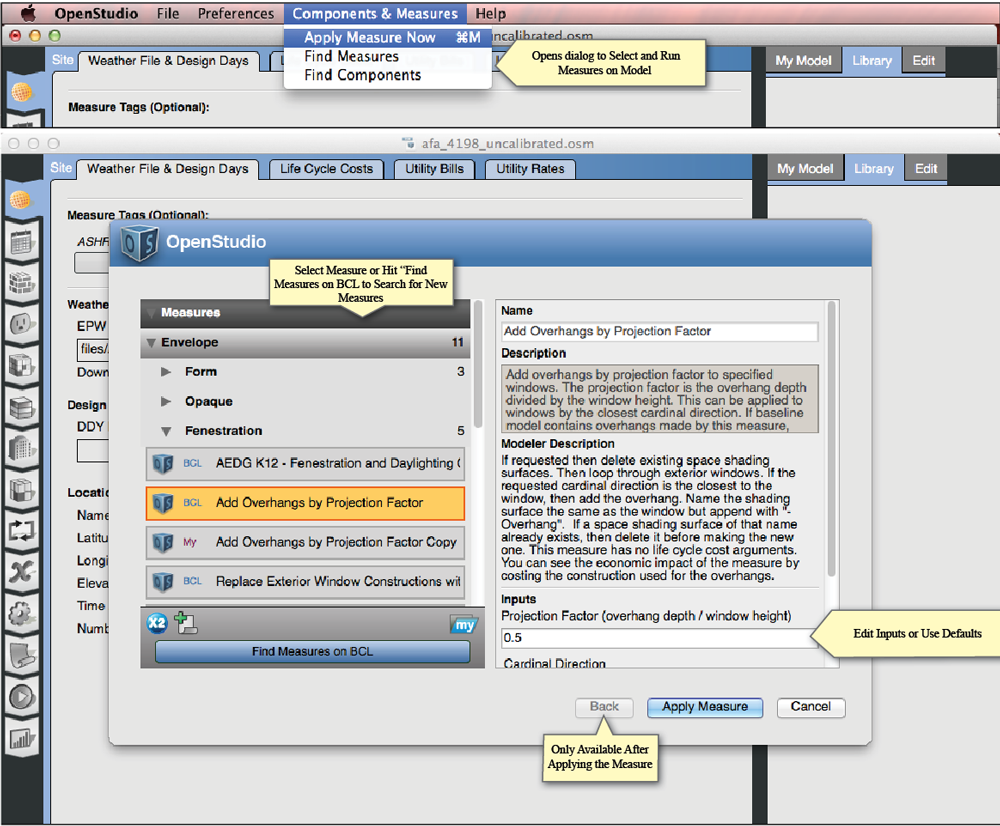 OpenStudio File Preferences Components & Measures Help
Apply Measure Now ⌘M
Find Measures
Find Components
uncalibrated.osm
Opens dialog to Select and Run
Measures on Model
Site Weather File & Design Days
My Model Library Edit
Measure Tags (Optional):
afa_4198_uncalibrated.osm
Site Weather File & Design Days Life Cycle Costs Utility Bills Utility Rates
My Model Library Edit
Measure Tags (Optional):
Weathe
EPW
files/
Down
Design
DDY
Locatio
Name
Latitu
Longi
Eleva
Time
Numb
OS OpenStudio
Select Measure or Hit "Find
Measures on BCL to Search for New
Measures
Measures
Envelope 11
Form 3
Opaque
Fenestration 5
BCL AEDG K12 - Fenestration and Daylighting
BCL Add Overhangs by Projection Factor
My Add Overhangs by Projection Factor Copy
BCL Replace Exterior Window Constructions wit
X2
my
Find Measures on BCL
Name
Add Overhangs by Projection Factor
Description
Add overhangs by projection factor to specified
windows. The projection factor is the overhang depth
divided by the window height. This can be applied to
windows by the closest cardinal direction. If baseline
model contains overhangs made by this measure,
Modeler Description
If requested then delete existing space shading
surfaces. Then loop through exterior windows. If the
requested cardinal direction is the closest to the
window, then add the overhang. Name the shading
surface the same as the window but append with "-
Overhang". If a space shading surface of that name
already exists, then delete it before making the new
one. This measure has no life cycle cost arguments.
You can see the economic impact of the measure by
costing the construction used for the overhangs.
Inputs
Projection Factor (overhang depth / window height)
0.5
Cardinal Direction
Edit Inputs or Use Defaults
Back Apply Measure Cancel
Only Available After
Applying the Measure